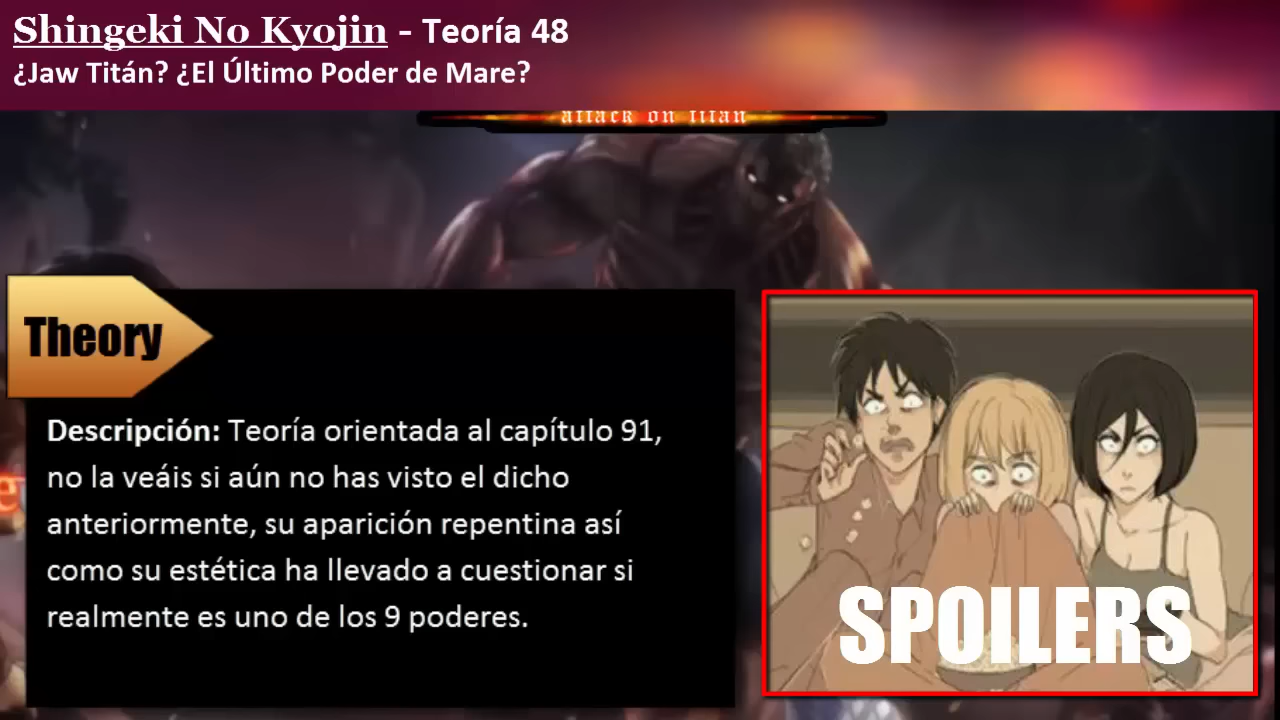 Shingeki No Kyojin - Teoría 48
¿Jaw Titán? ¿El Último Poder de Mare?
attack on titan
Theory
Descripción: Teoría orientada al capítulo 91,
no la veáis si aún no has visto el dicho
anteriormente, su aparición repentina así
como su estética ha llevado a cuestionar si
realmente es uno de los 9 poderes.
SPOILERS